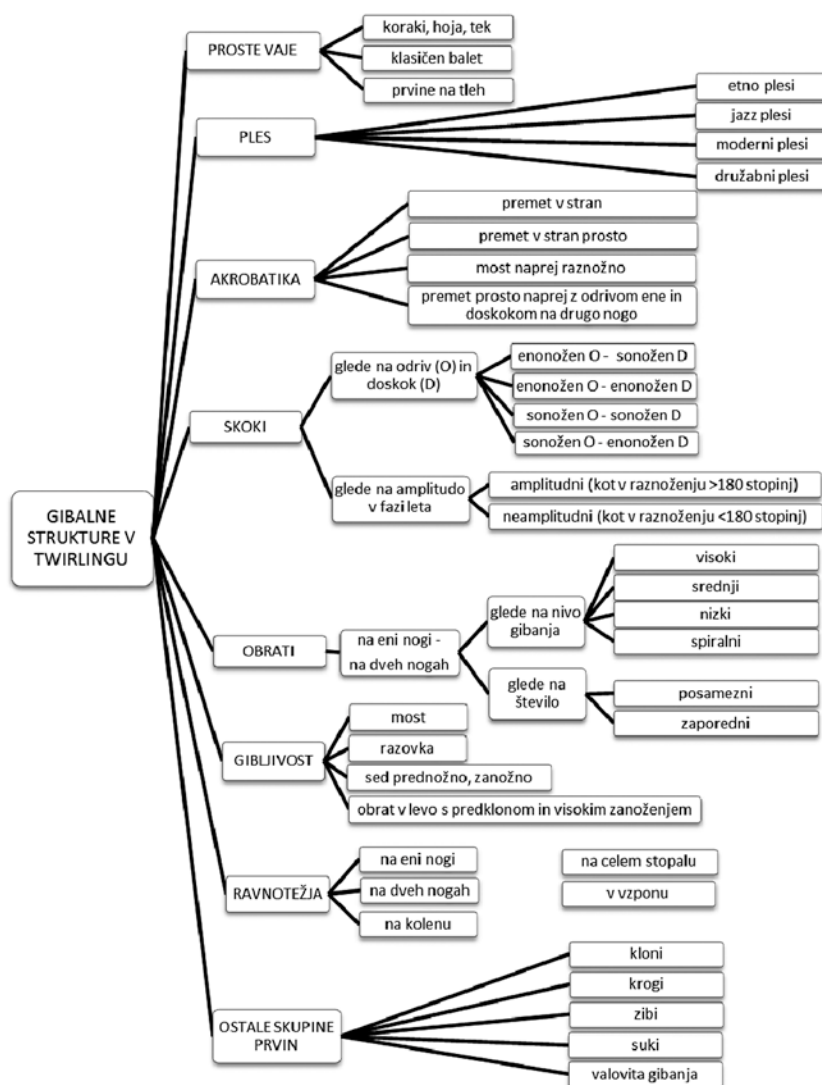 koraki, hoja, tek
PROSTE VAJE
klasičen balet
prvine na tleh
PLES
etno plesi
jazz plesi
moderni plesi
družabni plesi
AKROBATIKA
premet v stran
premet v stran prosto
most naprej raznožno
premet prosto naprej z odrivom ene in
doskokom na drugo nogo
SKOKI
glede na odriv (O) in
doskok (D)
enonožen O - sonožen D
enonožen O - enonožen D
sonožen O - sonožen D
sonožen O - enonožen D
glede na amplitudo
v fazi leta
amplitudni (kot v raznoženju >180 stopinj)
neamplitudni (kot v raznoženju <180 stopinj)
GIBALNE
STRUKTURE V
TWIRLINGU
OBRATI
na eni nogi -
na dveh nogah
glede na nivo
gibanja
visoki
srednji
nizki
spiralni
glede na
število
posamezni
zaporedni
GIBLJIVOST
most
razovka
sed prednožno, zanožno
obrat v levo s predklonom in visokim zanoženjem
RAVNOTEŽJA
na eni nogi
na dveh nogah
na kolenu
na celem stopalu
v vzponu
OSTALE SKUPINE
PRVIN
kloni
krogi
zibi
suki
valovita gibanja